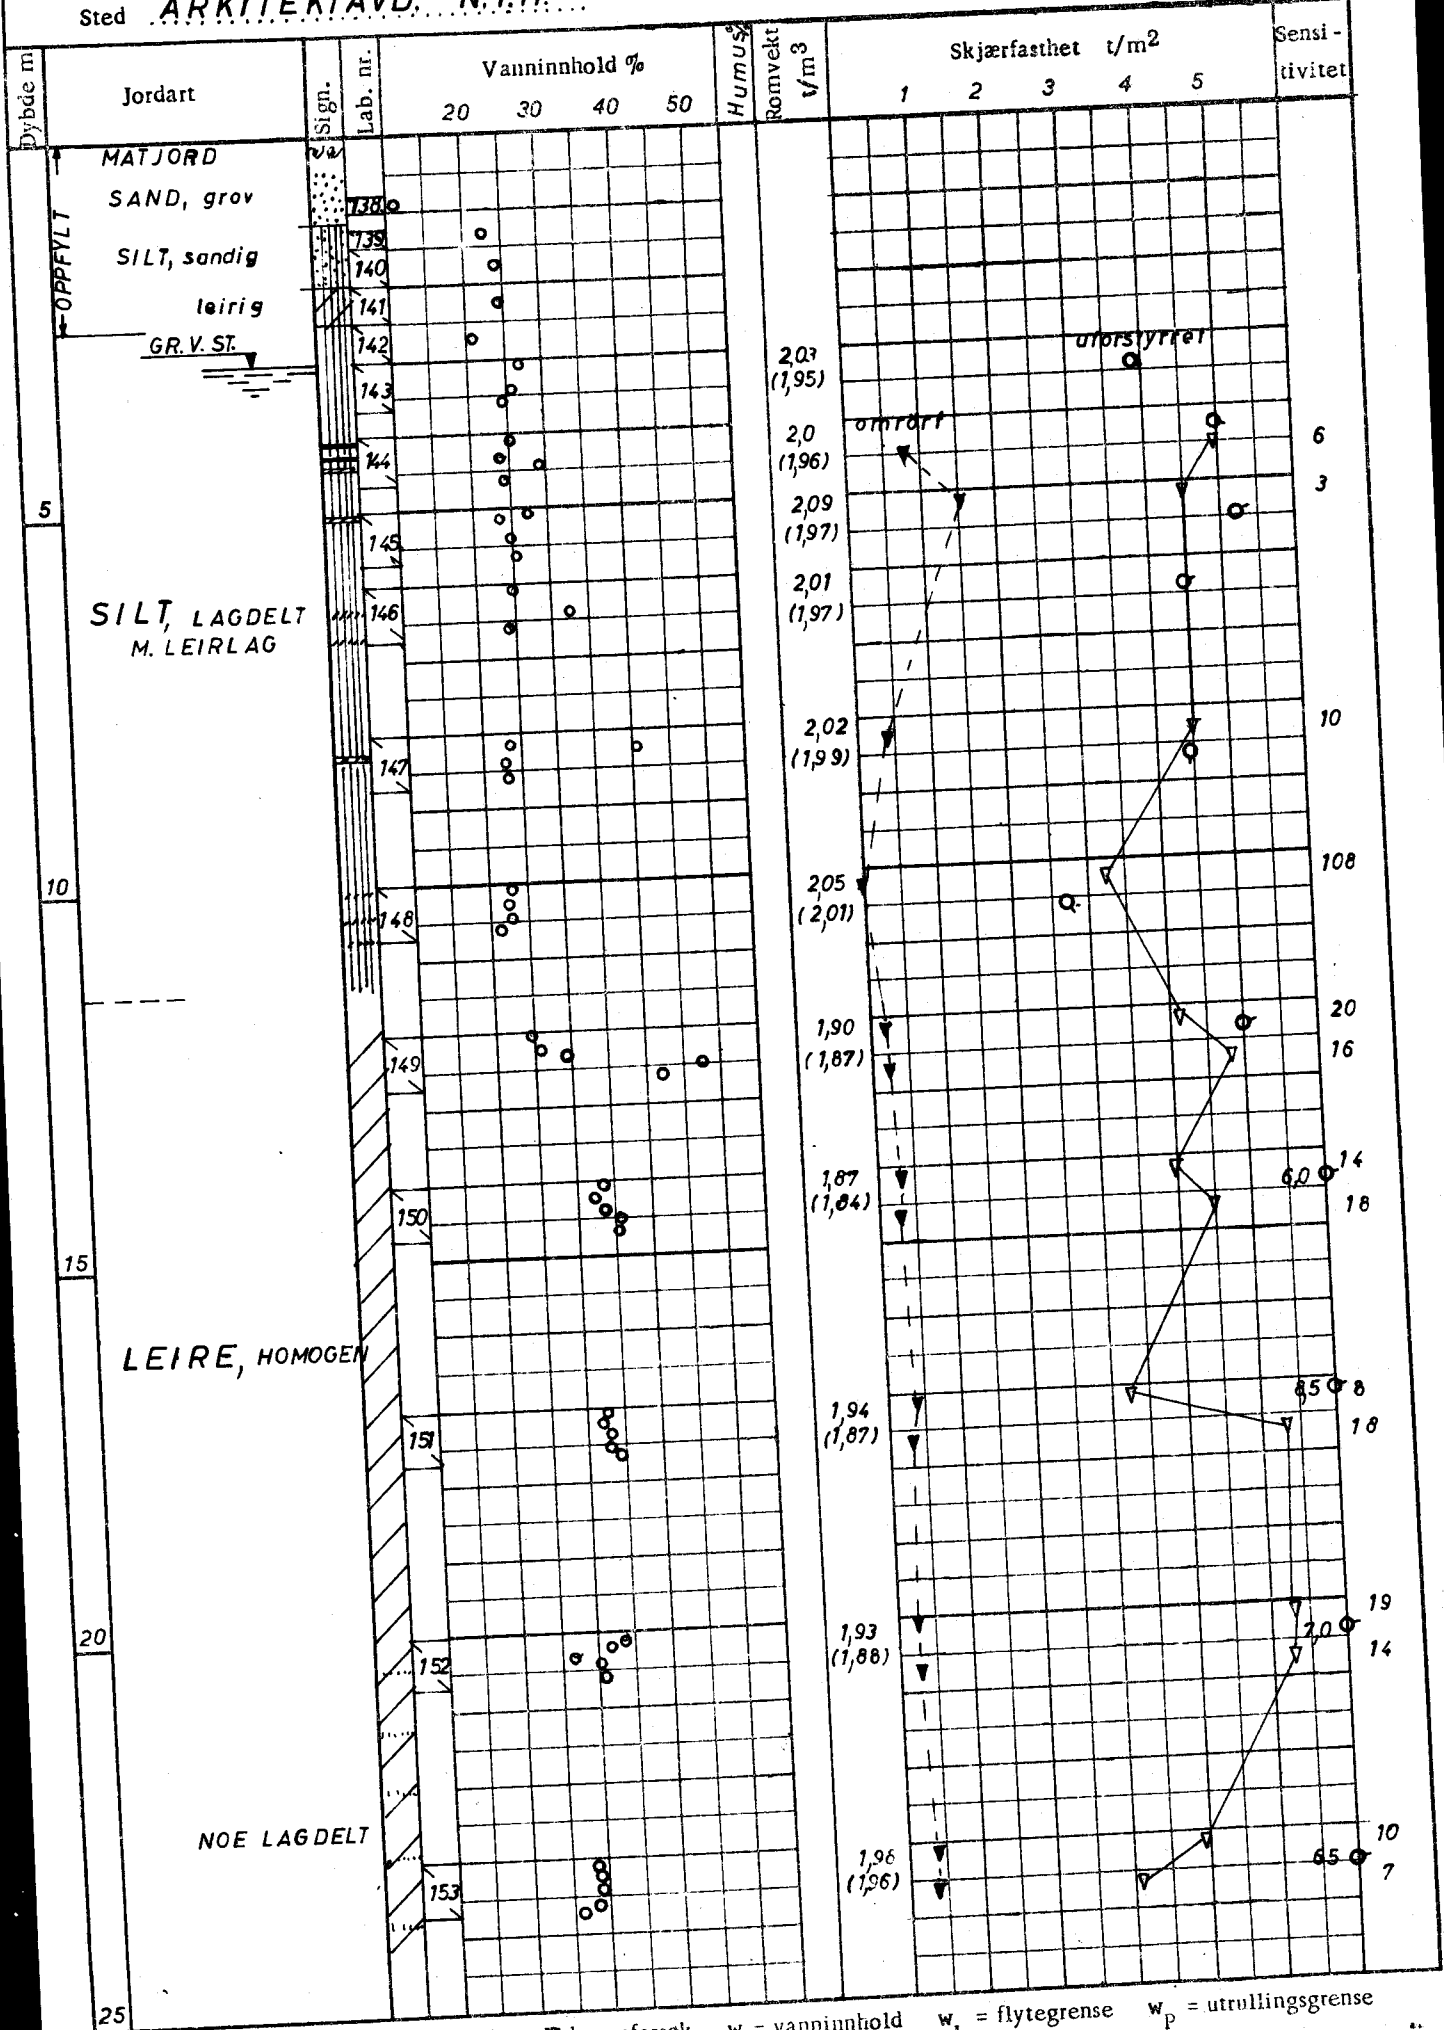 Sted ARKITEKTAVD. N.T.H.
Dybde m
Jordart
Sign.
Lab. nr.
Vanninnhold %
20 30 40 50
Humus %
Romvekt t/m3
Skjærfasthet t/m2
1 2 3 4 5
Sensi-
tivitet
MATJORD
SAND, grov
OPPFYLT
SILT, sandig
leirig
GR. V. ST.
138
139
140
141
142
143
144
145
146
147
148
149
150
151
152
153
5
10
15
20
25
SILT, LAGDELT
M. LEIRLAG
LEIRE, HOMOGEN
NOE LAGDELT
2,03
(1,95)
2,0
(1,96)
2,09
(1,97)
2,01
(1,97)
2,02
(1,99)
2,05
(2,01)
1,90
(1,87)
1,87
(1,84)
1,94
(1,87)
1,93
(1,88)
1,96
(1,96)
uforstyrret
omrørt
6,0
8,5
7,0
6,5
6
3
10
108
20
16
14
18
8
18
19
14
10
7
w = vanninnhold wL = flytegrense wp = utrullingsgrense